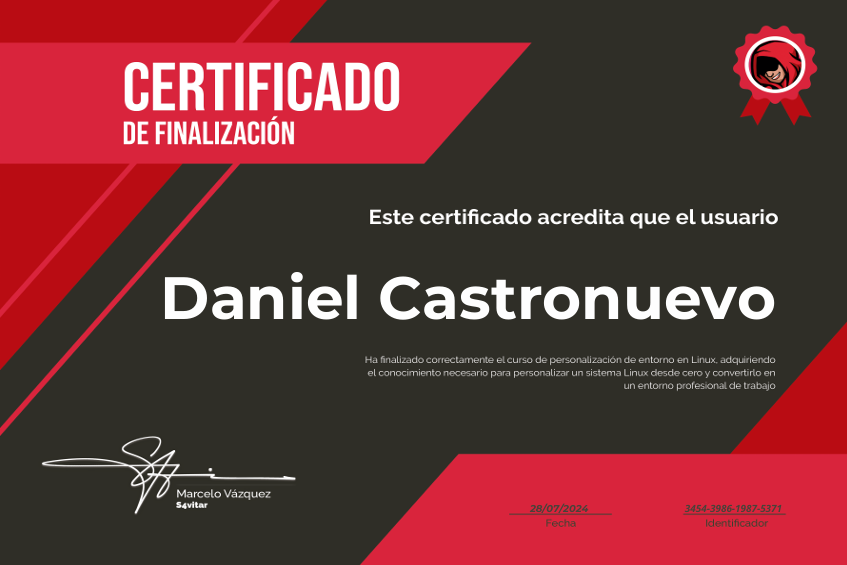 CERTIFICADO
DE FINALIZACIÓN
Este certificado acredita que el usuario
Daniel Castronuevo
Ha finalizado correctamente el curso de personalización de entorno en Linux, adquiriendo
el conocimiento necesario para personalizar un sistema Linux desde cero y convertirlo en
un entorno profesional de trabajo
Marcelo Vázquez
S4vitar
28/07/2024
Fecha
3454-3986-1987-5371
Identificador